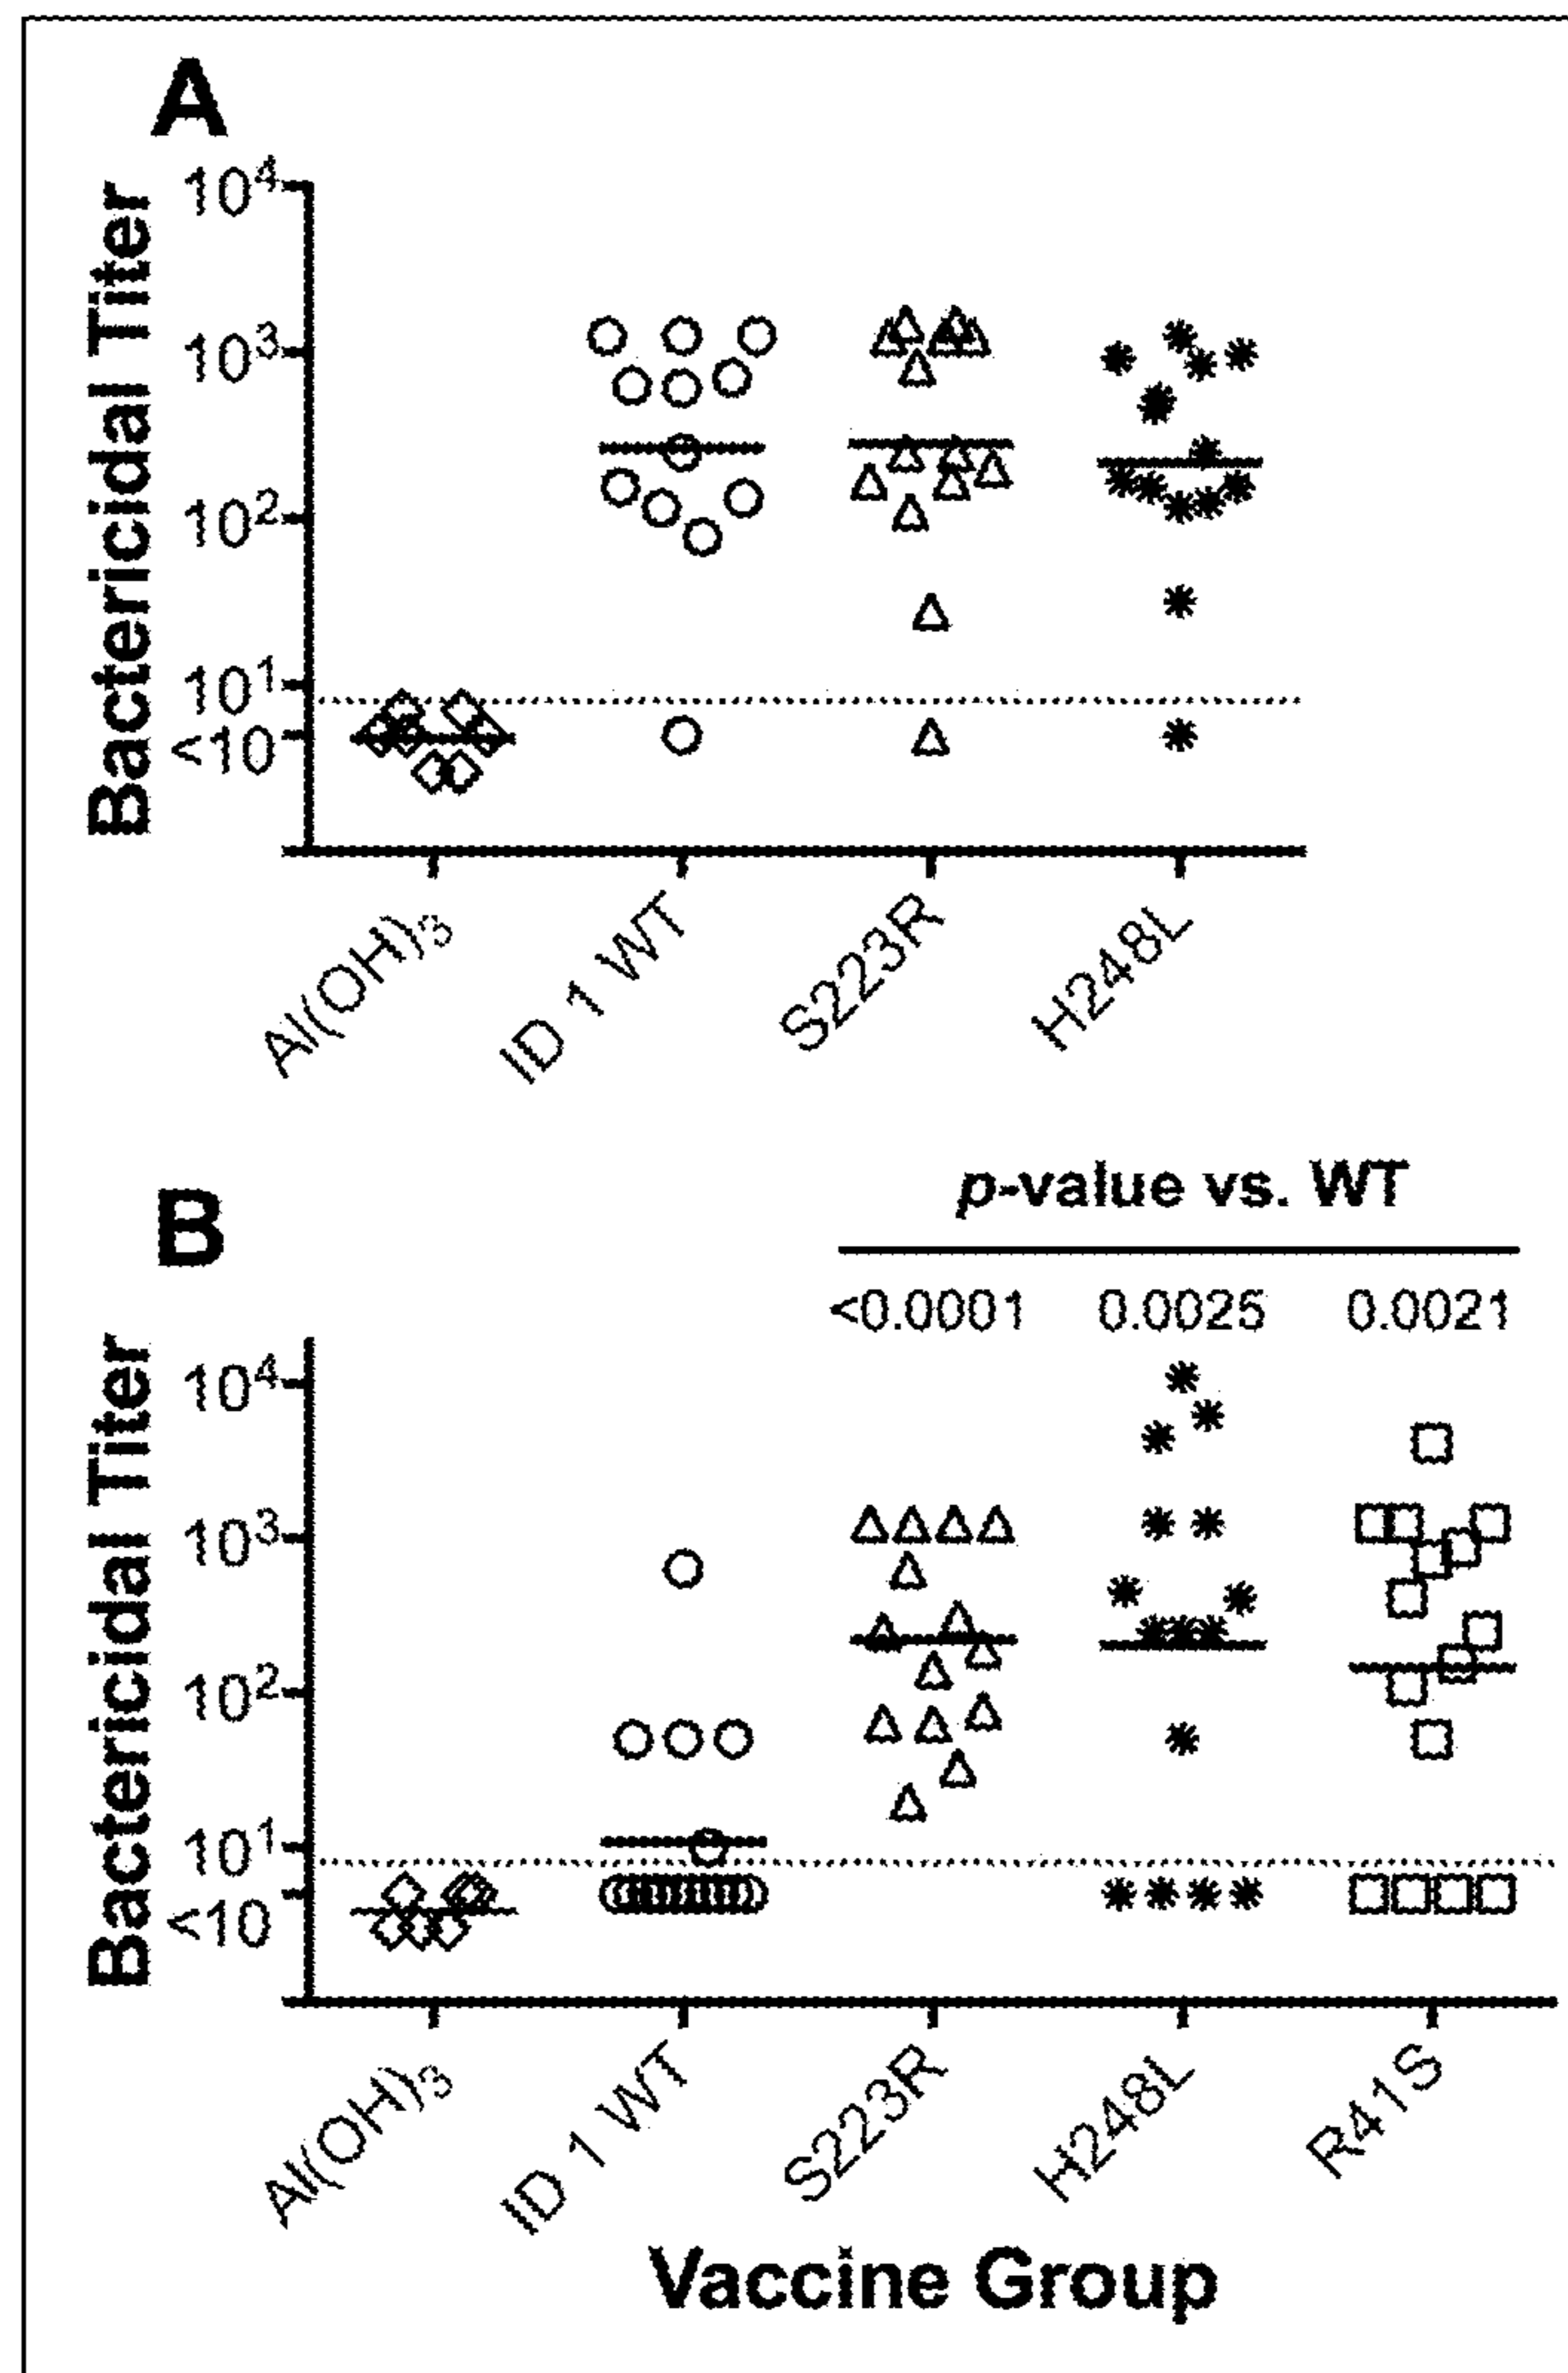 A
Bactericidal Titer
10⁴
10³
10²
10¹
<10
Al(OH)₃
ID 1 WT
S223R
H248L
B
p-value vs. WT
<0.0001 0.0025 0.0021
Bactericidal Titer
10⁴
10³
10²
10¹
<10
Al(OH)₃
ID 1 WT
S223R
H248L
R41S
Vaccine Group